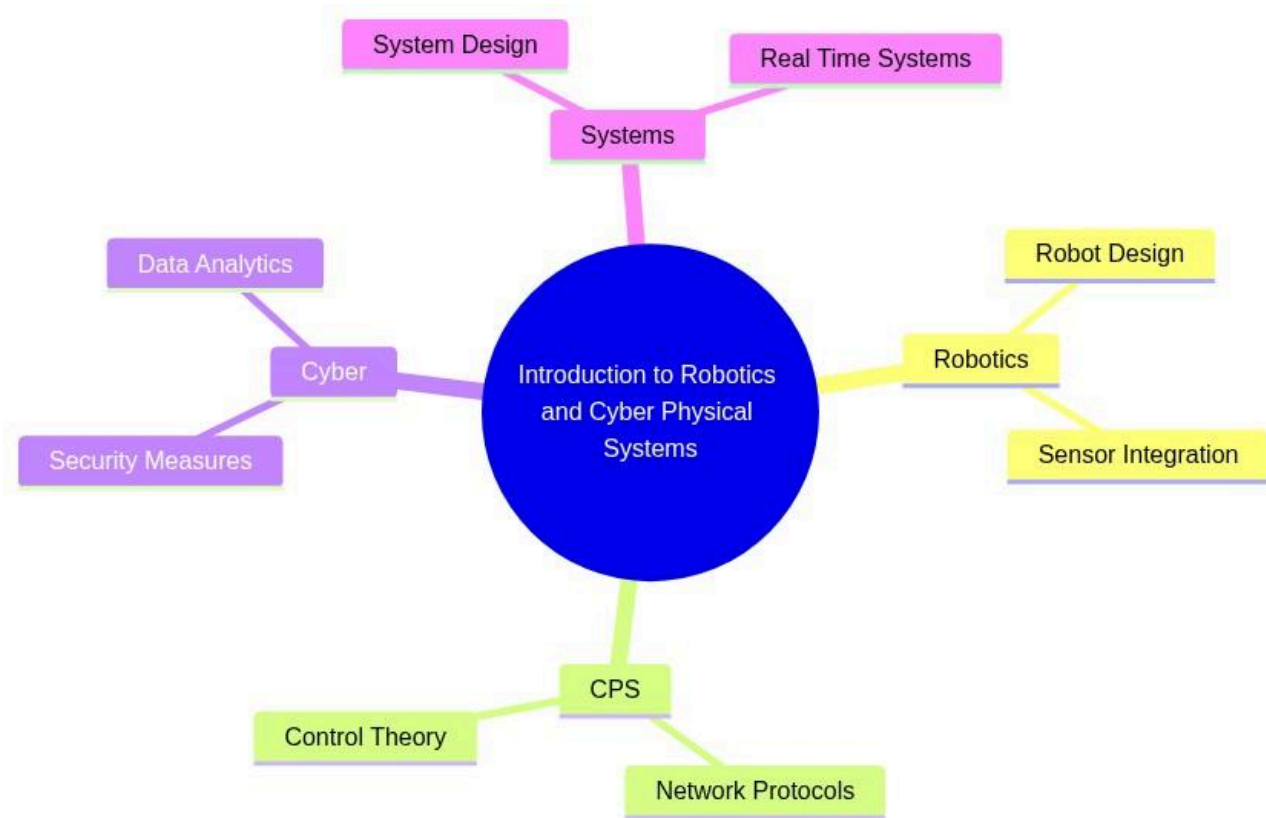 System Design
Real Time Systems
Systems
Data Analytics
Robot Design
Cyber
Robotics
Introduction to Robotics
and Cyber Physical
Systems
Security Measures
Sensor Integration
CPS
Control Theory
Network Protocols